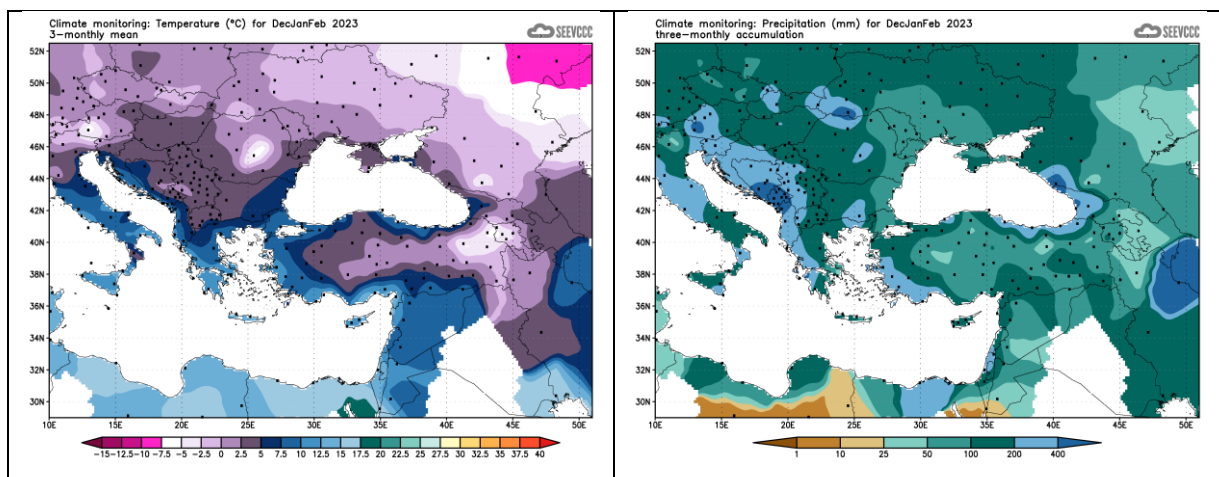 Climate monitoring: Temperature (°C) for DecJanFeb 2023
3-monthly mean
SEEVCCC
52N
50N
48N
46N
44N
42N
40N
38N
36N
34N
32N
30N
10E 15E 20E 25E 30E 35E 40E 45E 50E
-15 -12.5 -10 -7.5 -5 -2.5 0 2.5 5 7.5 10 12.5 15 17.5 20 22.5 25 27.5 30 32.5 35 37.5 40
Climate monitoring: Precipitation (mm) for DecJanFeb 2023
three-monthly accumulation
SEEVCCC
52N
50N
48N
46N
44N
42N
40N
38N
36N
34N
32N
30N
10E 15E 20E 25E 30E 35E 40E 45E 50E
1 10 25 50 100 200 400